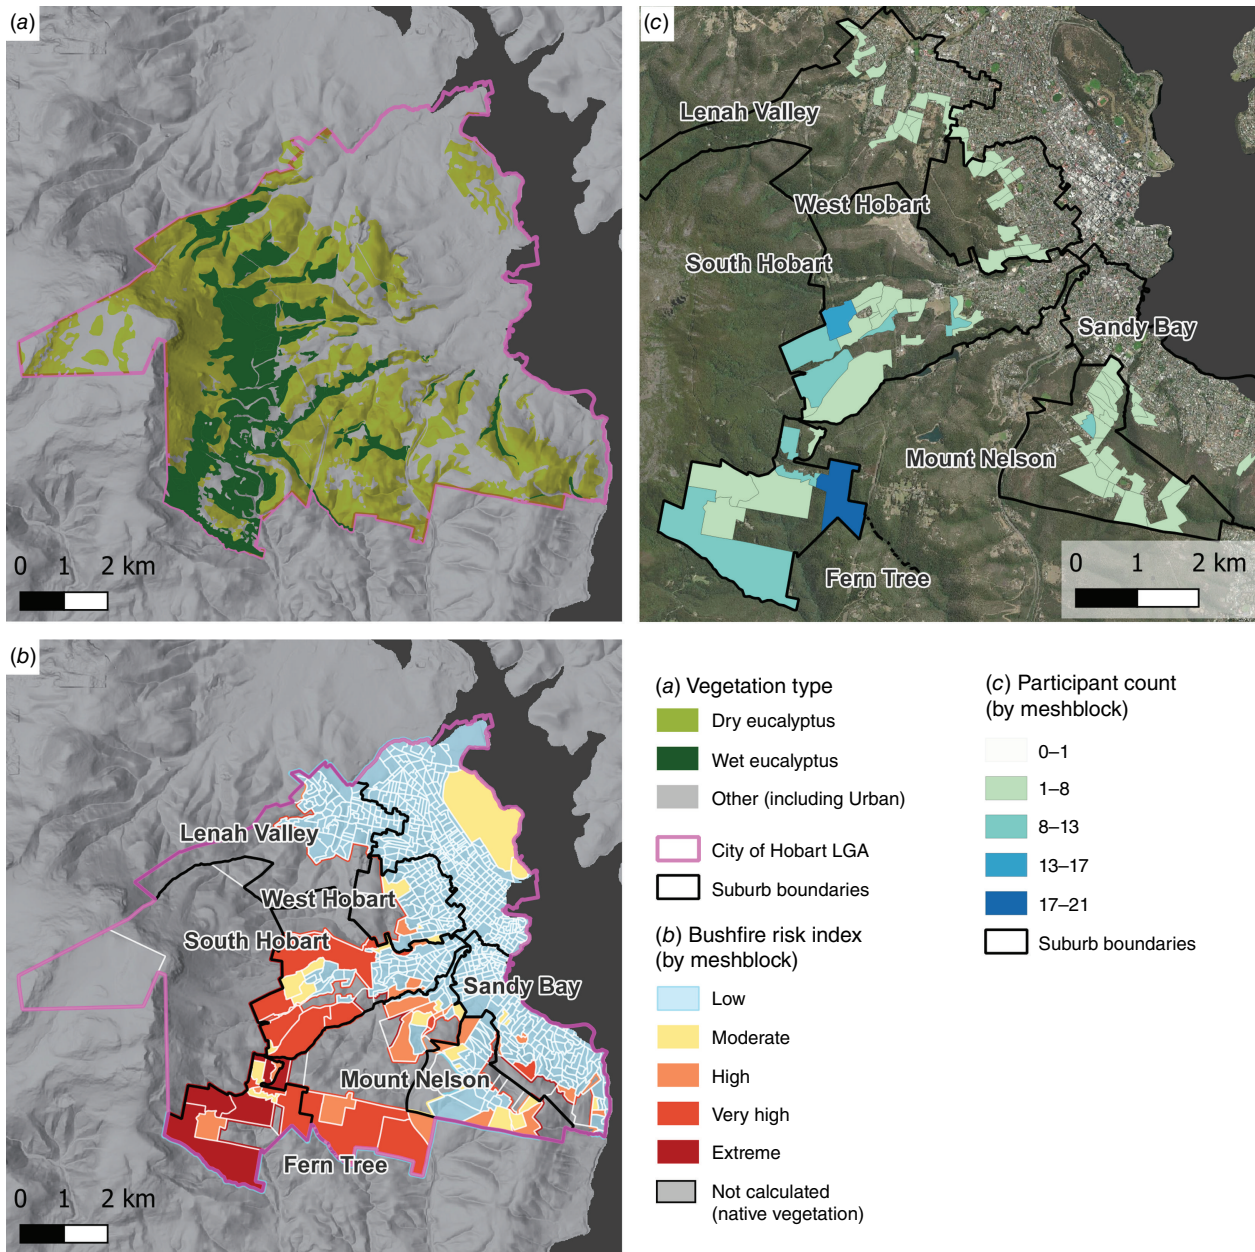 (a)
0 1 2 km
(c)
Lenah Valley
West Hobart
South Hobart
Sandy Bay
Mount Nelson
Fern Tree
0 1 2 km
(b)
Lenah Valley
West Hobart
South Hobart
Sandy Bay
Mount Nelson
Fern Tree
0 1 2 km
(a) Vegetation type
Dry eucalyptus
Wet eucalyptus
Other (including Urban)
City of Hobart LGA
Suburb boundaries
(b) Bushfire risk index
(by meshblock)
Low
Moderate
High
Very high
Extreme
Not calculated
(native vegetation)
(c) Participant count
(by meshblock)
0–1
1–8
8–13
13–17
17–21
Suburb boundaries